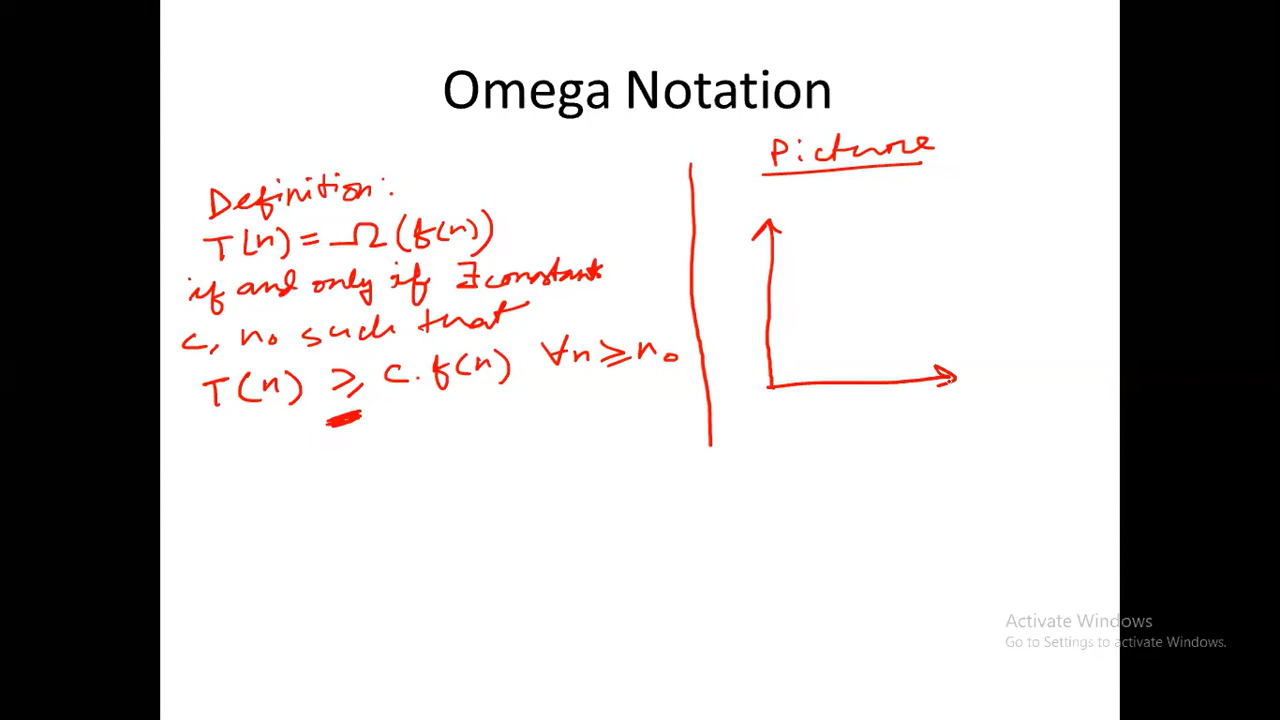 Omega Notation
Definition:
T(n) = Ω(f(n))
if and only if ∃ constants
c, n₀ such that
T(n) ≥ c.f(n) ∀n ≥ n₀
Picture
Activate Windows
Go to Settings to activate Windows.